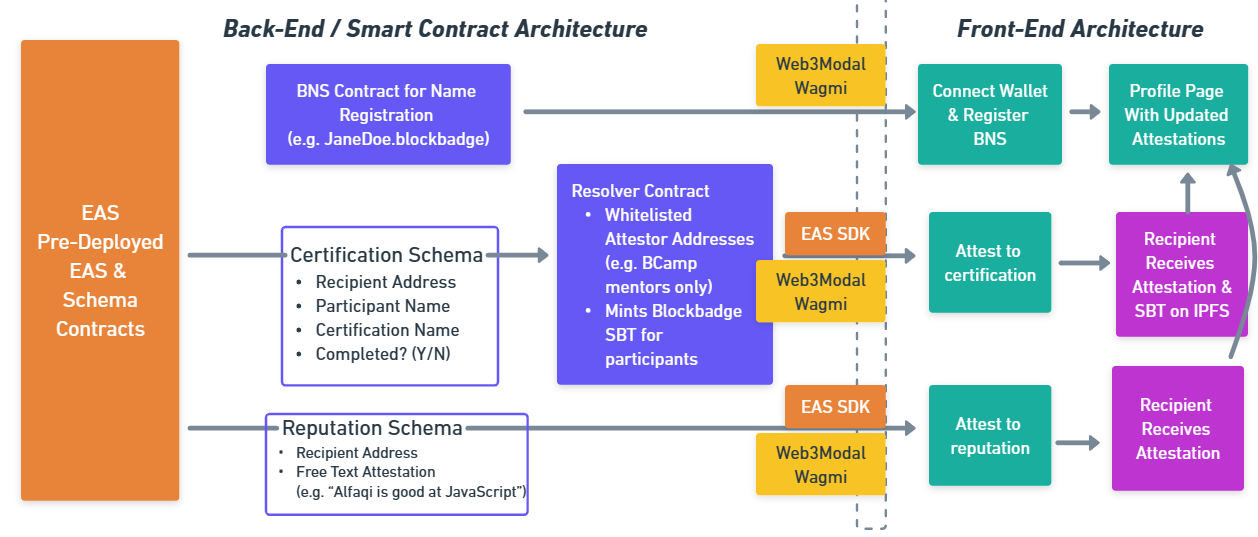 Back-End / Smart Contract Architecture
Front-End Architecture
EAS
Pre-Deployed
EAS &
Schema
Contracts
BNS Contract for Name
Registration
(e.g. JaneDoe.blockbadge)
Web3Modal
Wagmi
Connect Wallet
& Register
BNS
Profile Page
With Updated
Attestations
Certification Schema
• Recipient Address
• Participant Name
• Certification Name
• Completed? (Y/N)
Resolver Contract
• Whitelisted
Attestor Addresses
(e.g. BCamp
mentors only)
• Mints Blockbadge
SBT for
participants
EAS SDK
Web3Modal
Wagmi
Attest to
certification
Recipient
Receives
Attestation &
SBT on IPFS
Reputation Schema
• Recipient Address
• Free Text Attestation
(e.g. “Alfaqi is good at JavaScript”)
EAS SDK
Web3Modal
Wagmi
Attest to
reputation
Recipient
Receives
Attestation